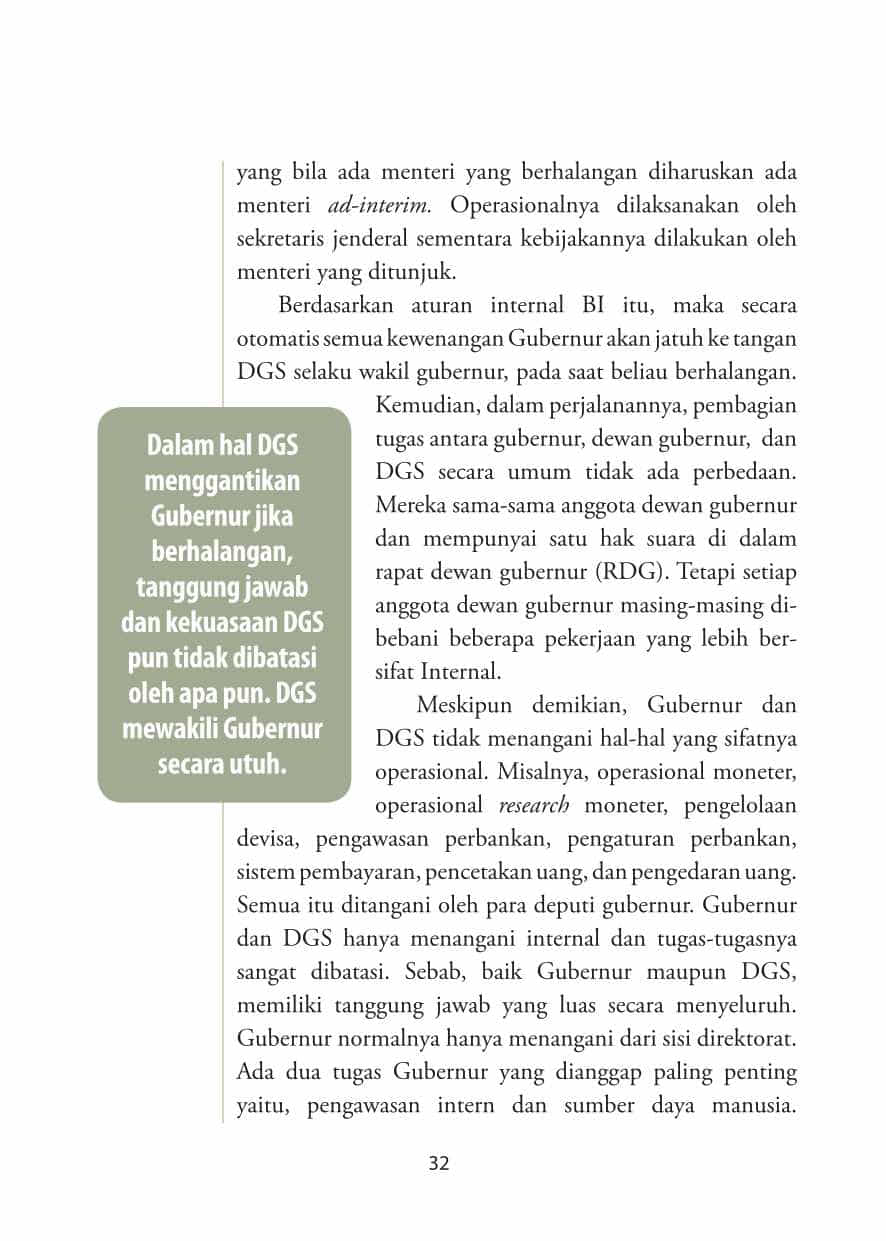 yang bila ada menteri yang berhalangan diharuskan ada
menteri ad-interim. Operasionalnya dilaksanakan oleh
sekretaris jenderal sementara kebijakannya dilakukan oleh
menteri yang ditunjuk.
Berdasarkan aturan internal BI itu, maka secara
otomatis semua kewenangan Gubernur akan jatuh ke tangan
DGS selaku wakil gubernur, pada saat beliau berhalangan.
Kemudian, dalam perjalanannya, pembagian
tugas antara gubernur, dewan gubernur, dan
DGS secara umum tidak ada perbedaan.
Mereka sama-sama anggota dewan gubernur
dan mempunyai satu hak suara di dalam
rapat dewan gubernur (RDG). Tetapi setiap
anggota dewan gubernur masing-masing di-
bebani beberapa pekerjaan yang lebih ber-
sifat Internal.
Meskipun demikian, Gubernur dan
DGS tidak menangani hal-hal yang sifatnya
operasional. Misalnya, operasional moneter,
operasional research moneter, pengelolaan
devisa, pengawasan perbankan, pengaturan perbankan,
sistem pembayaran, pencetakan uang, dan pengedaran uang.
Semua itu ditangani oleh para deputi gubernur. Gubernur
dan DGS hanya menangani internal dan tugas-tugasnya
sangat dibatasi. Sebab, baik Gubernur maupun DGS,
memiliki tanggung jawab yang luas secara menyeluruh.
Gubernur normalnya hanya menangani dari sisi direktorat.
Ada dua tugas Gubernur yang dianggap paling penting
yaitu, pengawasan intern dan sumber daya manusia.
Dalam hal DGS
menggantikan
Gubernur jika
berhalangan,
tanggung jawab
dan kekuasaan DGS
pun tidak dibatasi
oleh apa pun. DGS
mewakili Gubernur
secara utuh.
32